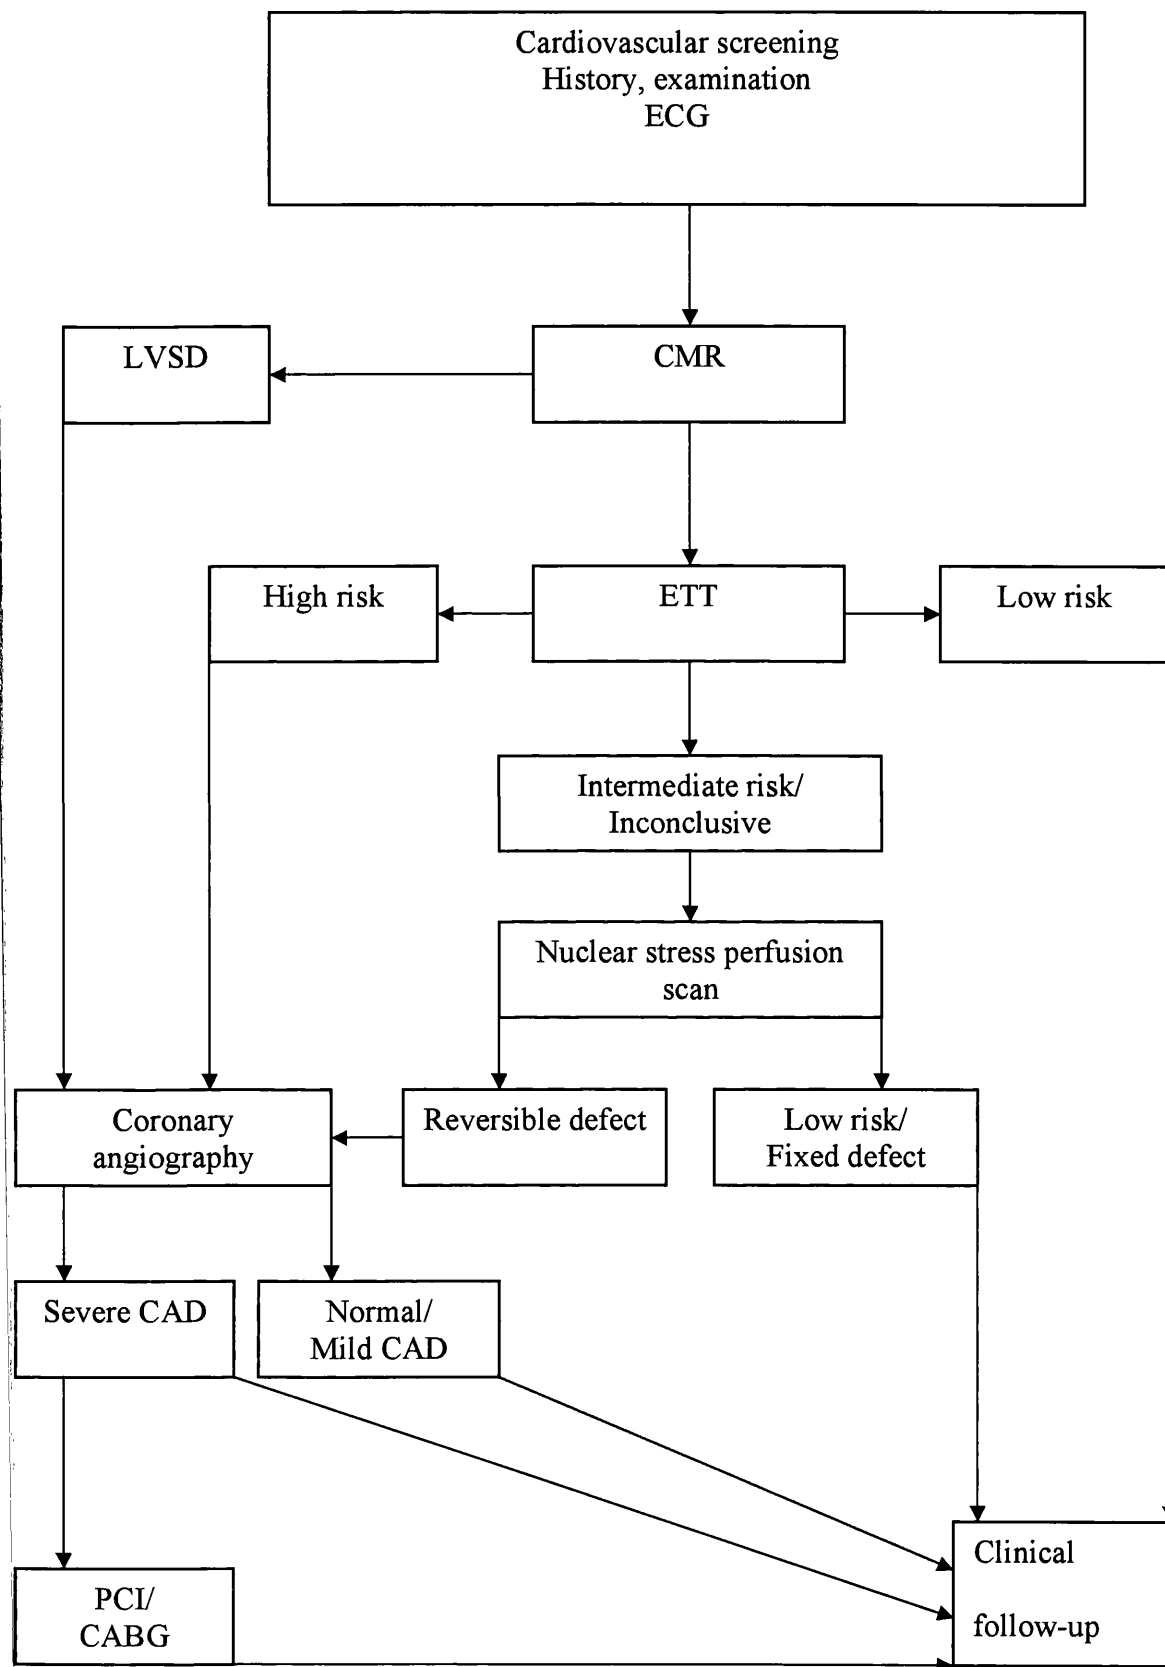 Cardiovascular screening
History, examination
ECG
LVSD
CMR
High risk
ETT
Low risk
Intermediate risk/
Inconclusive
Nuclear stress perfusion
scan
Coronary
angiography
Reversible defect
Low risk/
Fixed defect
Severe CAD
Normal/
Mild CAD
Clinical
follow-up
PCI/
CABG